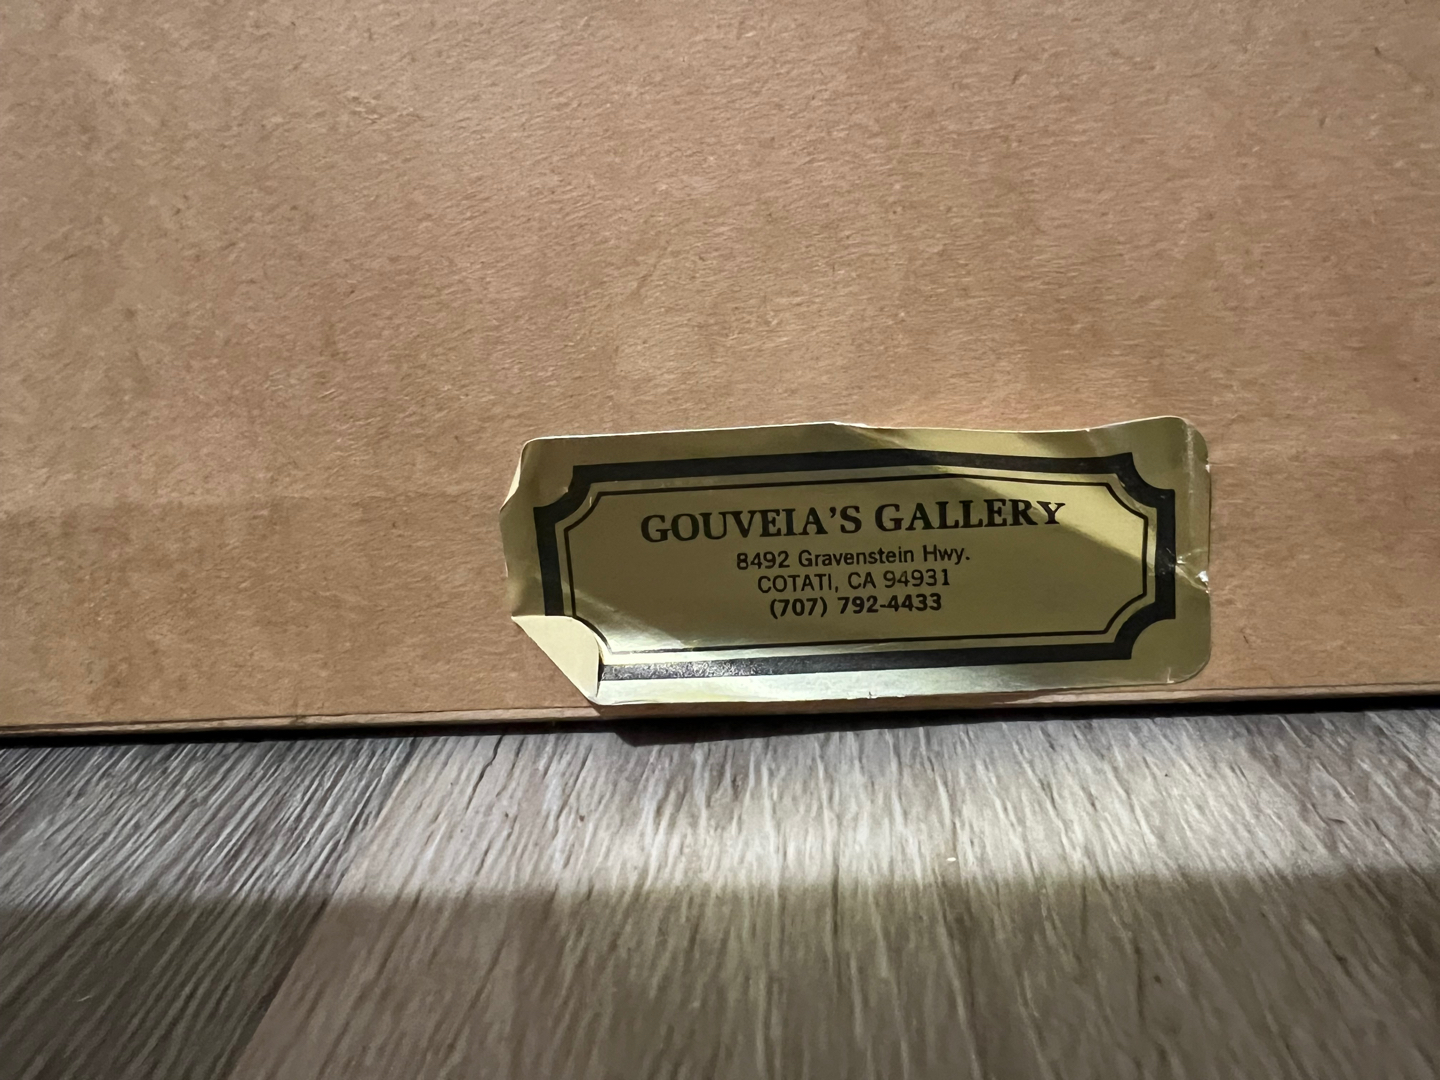 GOUVEIA'S GALLERY
8492 Gravenstein Hwy.
COTATI, CA 94931
(707) 792-4433